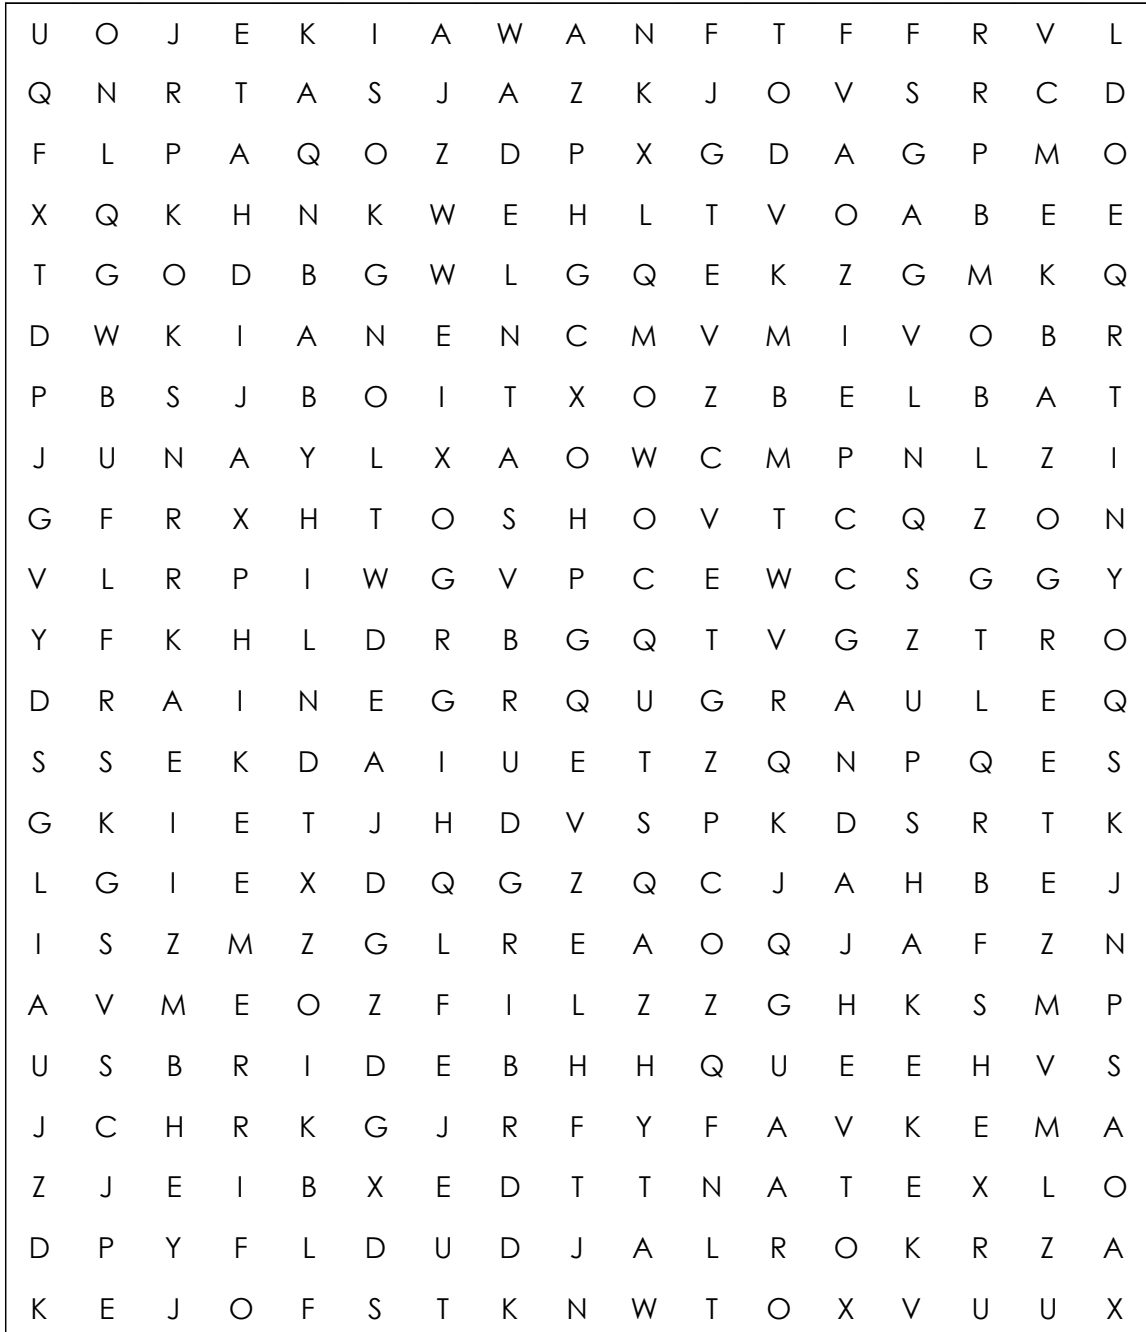 U O J E K I A W A N F T F F R V L
Q N R T A S J A Z K J O V S R C D
F L P A Q O Z D P X G D A G P M O
X Q K H N K W E H L T V O A B E E
T G O D B G W L G Q E K Z G M K Q
D W K I A N E N C M V M I V O B R
P B S J B O I T X O Z B E L B A T
J U N A Y L X A O W C M P N L Z I
G F R X H T O S H O V T C Q Z O N
V L R P I W G V P C E W C S G G Y
Y F K H L D R B G Q T V G Z T R O
D R A I N E G R Q U G R A U L E Q
S S E K D A I U E T Z Q N P Q E S
G K I E T J H D V S P K D S R T K
L G I E X D Q G Z Q C J A H B E J
I S Z M Z G L R E A O Q J A F Z N
A V M E O Z F I L Z Z G H K S M P
U S B R I D E B H H Q U E E H V S
J C H R K G J R F Y F A V K E M A
Z J E I B X E D T T N A T E X L O
D P Y F L D U D J A L R O K R Z A
K E J O F S T K N W T O X V U U X